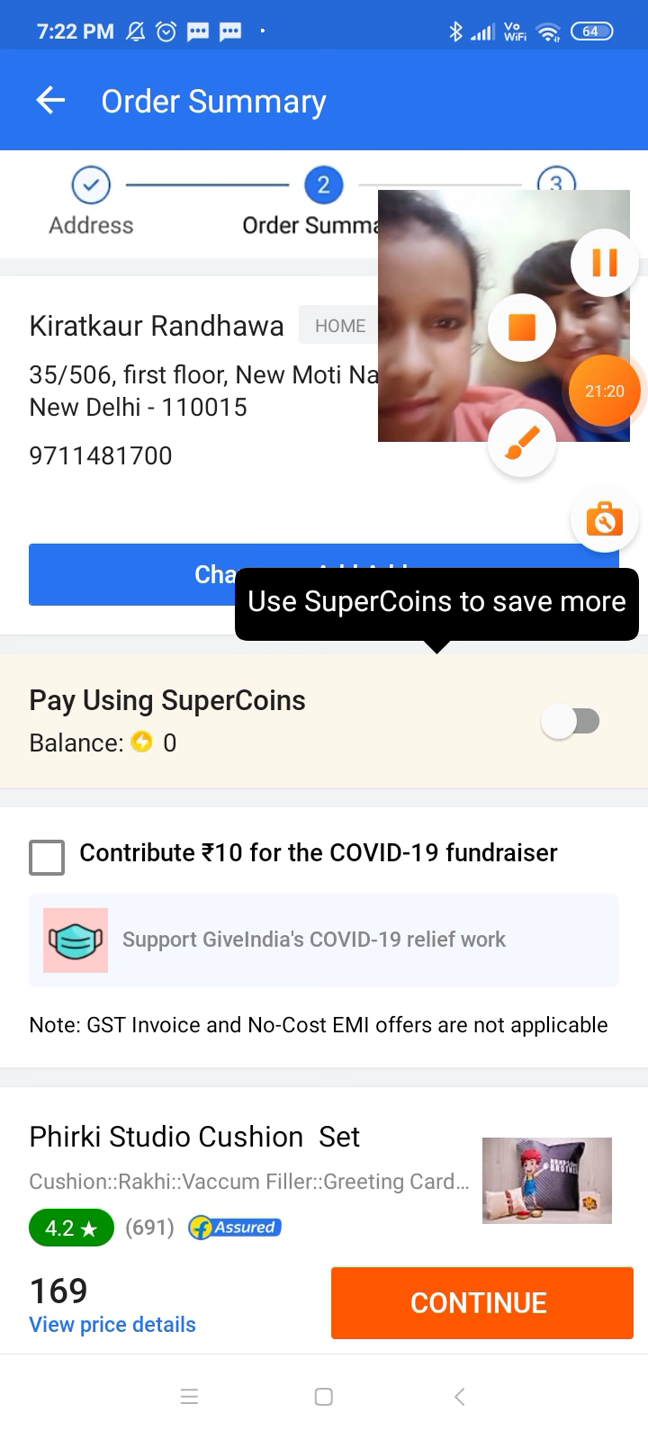 7:22 PM
Vo
WiFi
64
Order Summary
2
3
Address
Order Summa
Kiratkaur Randhawa
HOME
35/506, first floor, New Moti Na
New Delhi - 110015
9711481700
21:20
Cha
Use SuperCoins to save more
Pay Using SuperCoins
Balance: 0
Contribute ₹10 for the COVID-19 fundraiser
Support GiveIndia's COVID-19 relief work
Note: GST Invoice and No-Cost EMI offers are not applicable
Phirki Studio Cushion Set
Cushion::Rakhi::Vaccum Filler::Greeting Card...
4.2 ★ (691) Assured
169
CONTINUE
View price details